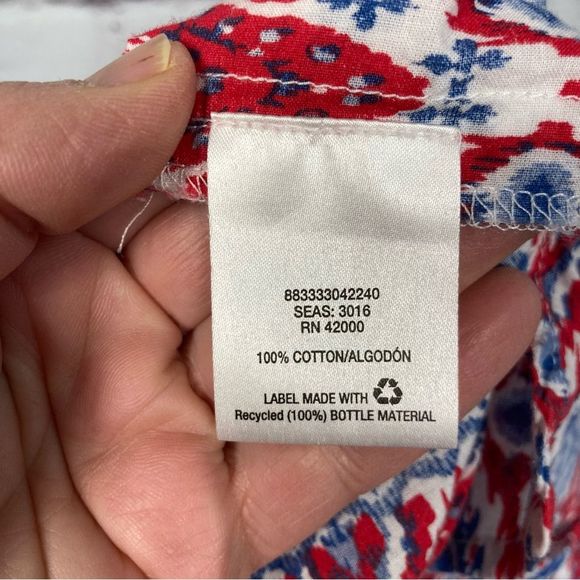 883333042240
SEAS: 3016
RN 42000
100% COTTON/ALGODÓN
LABEL MADE WITH
Recycled (100%) BOTTLE MATERIAL